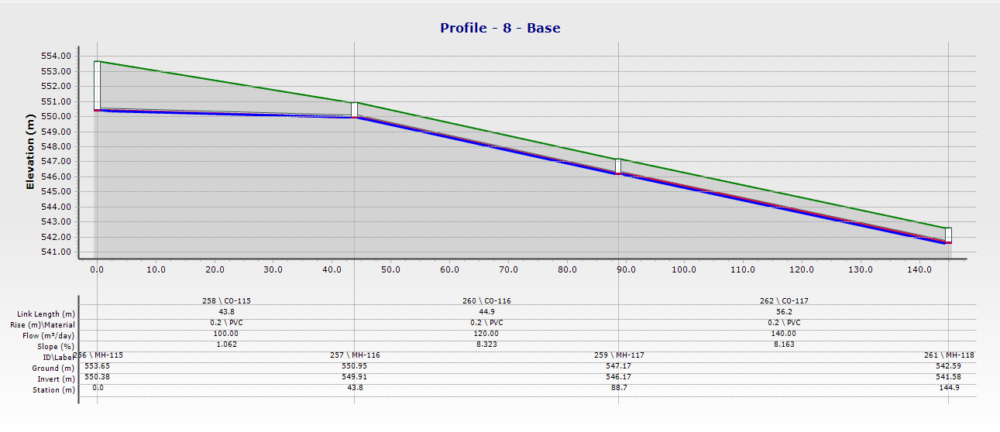 Profile - 8 - Base
Elevation (m)
554.00
553.00
552.00
551.00
550.00
549.00
548.00
547.00
546.00
545.00
544.00
543.00
542.00
541.00
0.0 10.0 20.0 30.0 40.0 50.0 60.0 70.0 80.0 90.0 100.0 110.0 120.0 130.0 140.0
258 \ CO-115 260 \ CO-116 262 \ CO-117
Link Length (m) 43.8 44.9 56.2
Rise (m)\Material 0.2 \ PVC 0.2 \ PVC 0.2 \ PVC
Flow (m³/day) 100.00 120.00 140.00
Slope (%) 1.062 8.323 8.163
ID\Label 256 \ MH-115 257 \ MH-116 259 \ MH-117 261 \ MH-118
Ground (m) 553.65 550.95 547.17 542.59
Invert (m) 550.38 549.91 546.17 541.58
Station (m) 0.0 43.8 88.7 144.9